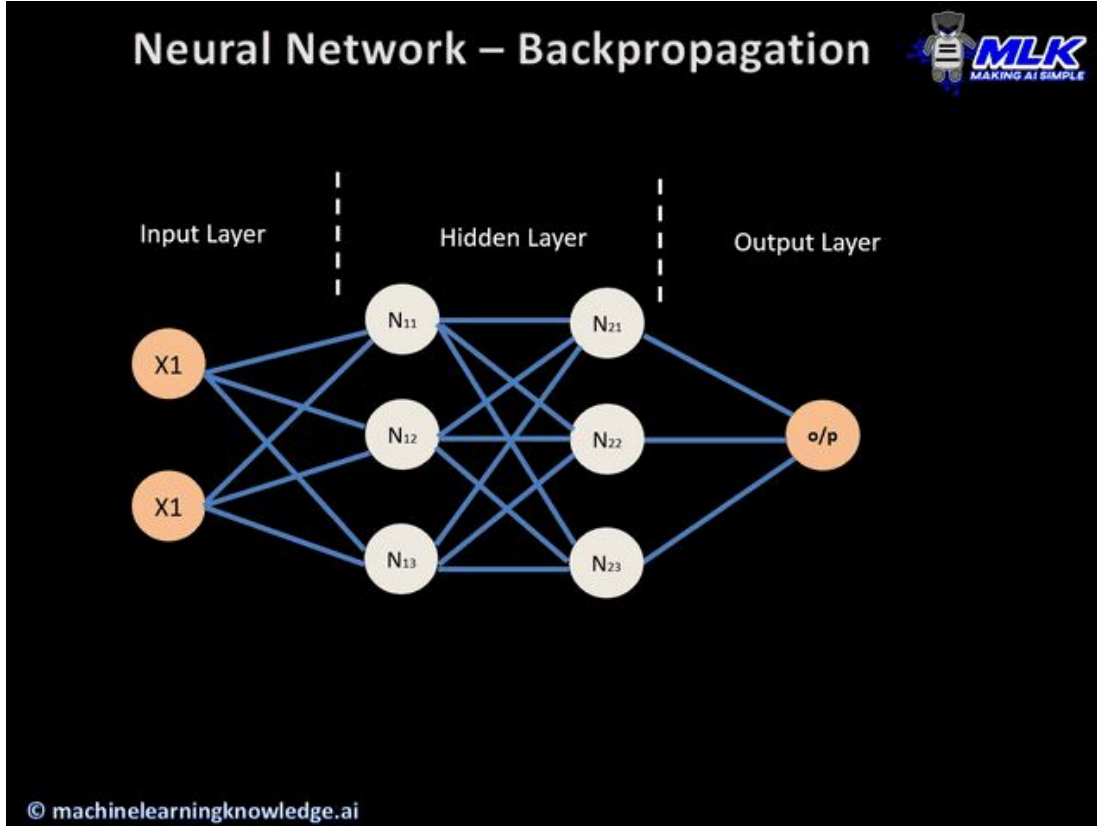 Neural Network – Backpropagation
MLK
MAKING AI SIMPLE
Input Layer
Hidden Layer
Output Layer
N₁₁
N₂₁
X1
N₁₂
N₂₂
o/p
X1
N₁₃
N₂₃
© machinelearningknowledge.ai